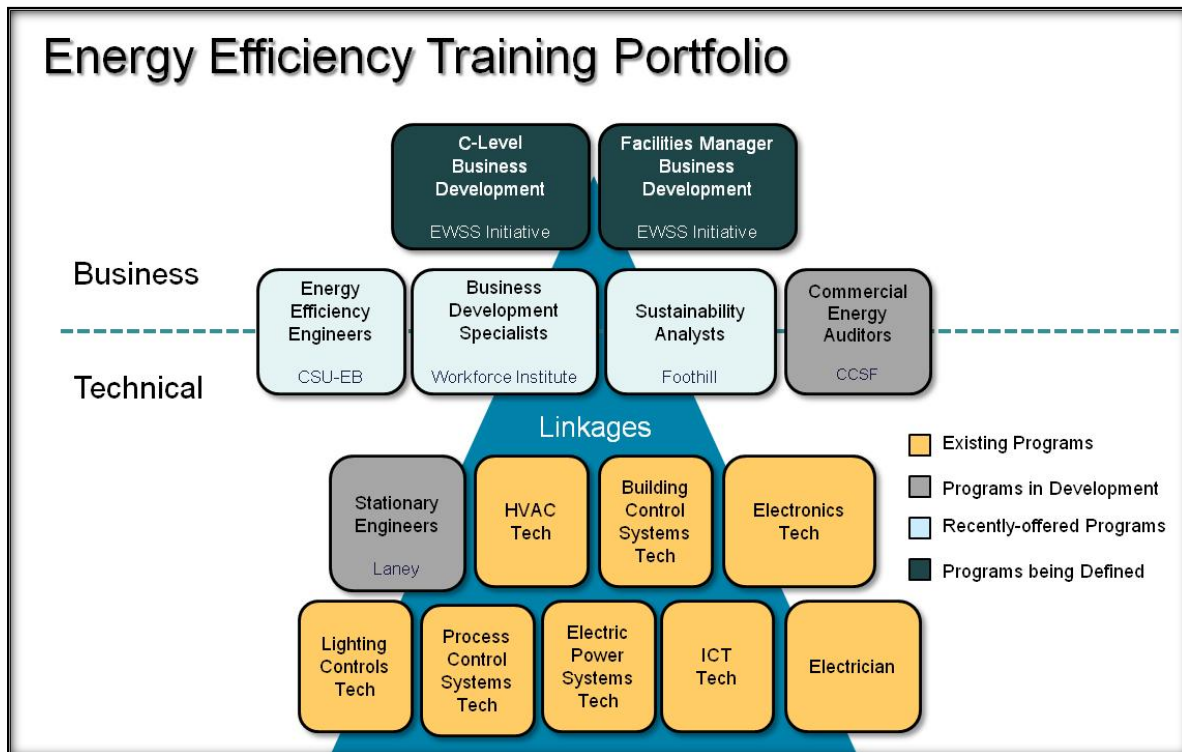 Energy Efficiency Training Portfolio
C-Level
Business
Development
EWSS Initiative
Facilities Manager
Business
Development
EWSS Initiative
Business
Energy
Efficiency
Engineers
CSU-EB
Business
Development
Specialists
Workforce Institute
Sustainability
Analysts
Foothill
Commercial
Energy
Auditors
CCSF
Technical
Linkages
Existing Programs
Programs in Development
Recently-offered Programs
Programs being Defined
Stationary
Engineers
Laney
HVAC
Tech
Building
Control
Systems
Tech
Electronics
Tech
Lighting
Controls
Tech
Process
Control
Systems
Tech
Electric
Power
Systems
Tech
ICT
Tech
Electrician